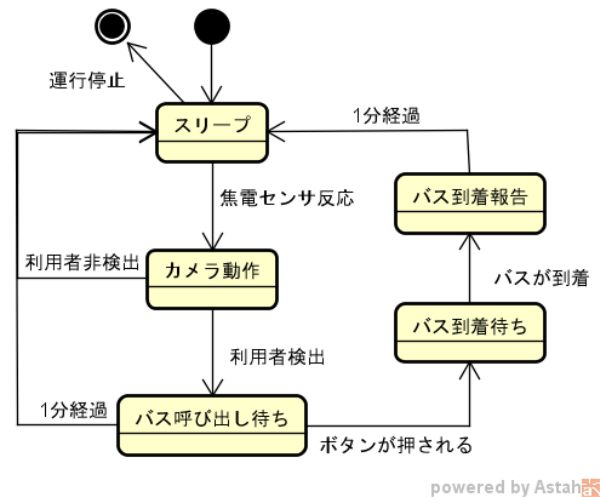 運行停止
スリープ
1分経過
焦電センサ反応
バス到着報告
利用者非検出
カメラ動作
バスが到着
バス到着待ち
利用者検出
1分経過
バス呼び出し待ち
ボタンが押される
powered by Astah